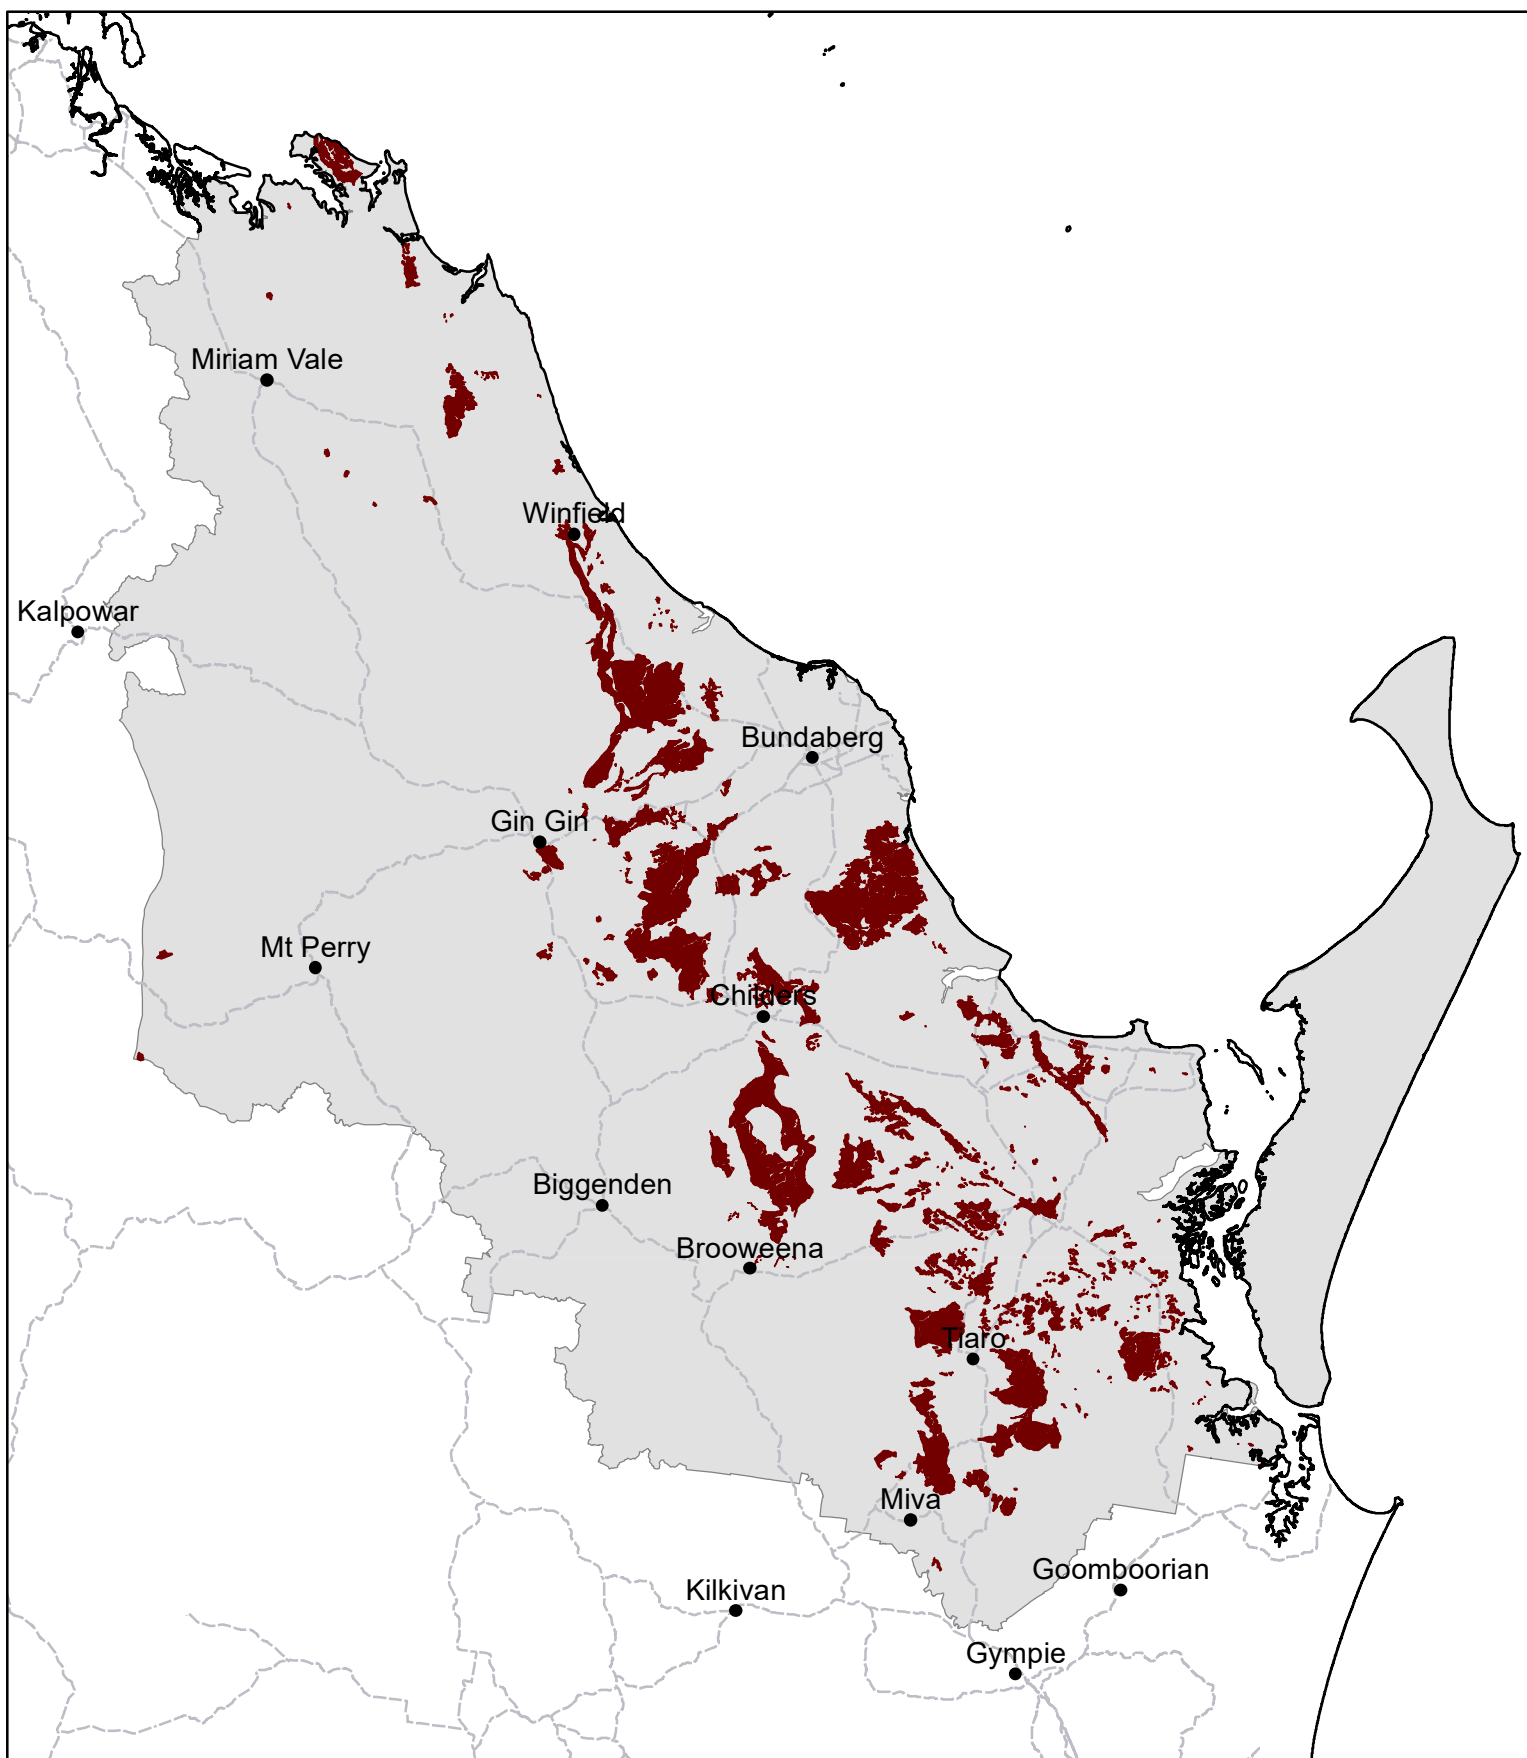 Miriam Vale
Winfield
Kalpowar
Bundaberg
Gin Gin
Mt Perry
Childers
Biggenden
Brooweena
Tiaro
Miva
Goomboorian
Kilkivan
Gympie